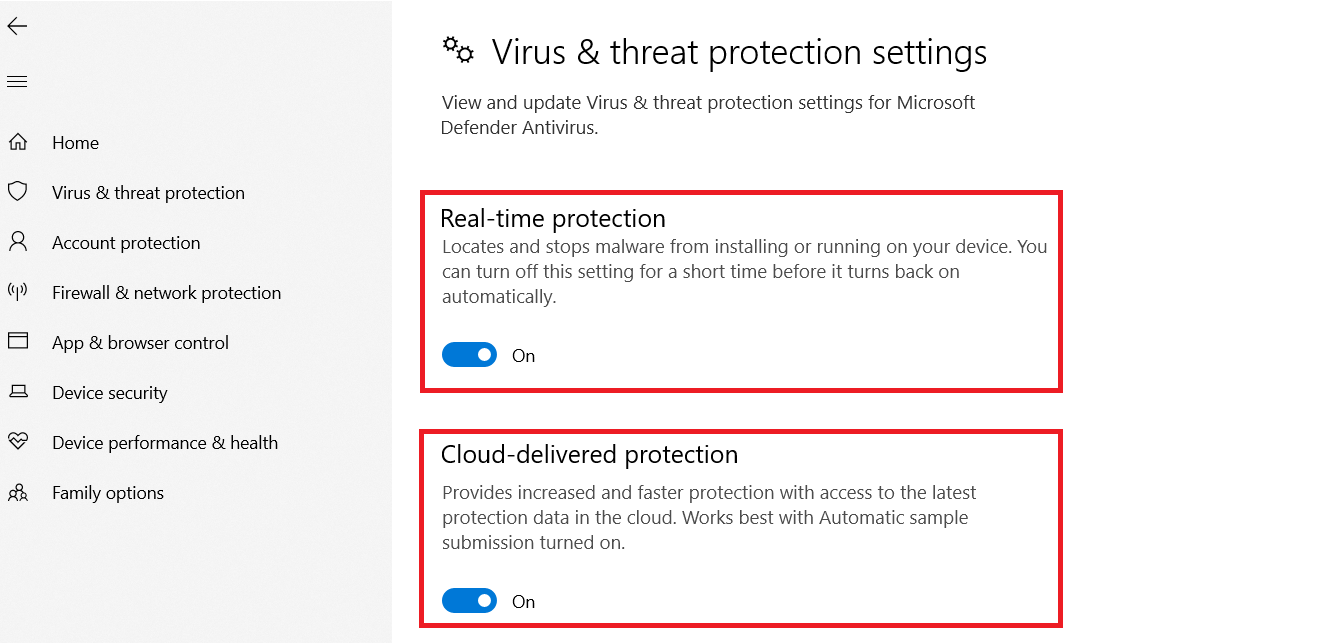 Home
Virus & threat protection
Account protection
Firewall & network protection
App & browser control
Device security
Device performance & health
Family options
Virus & threat protection settings
View and update Virus & threat protection settings for Microsoft
Defender Antivirus.
Real-time protection
Locates and stops malware from installing or running on your device. You
can turn off this setting for a short time before it turns back on
automatically.
On
Cloud-delivered protection
Provides increased and faster protection with access to the latest
protection data in the cloud. Works best with Automatic sample
submission turned on.
On